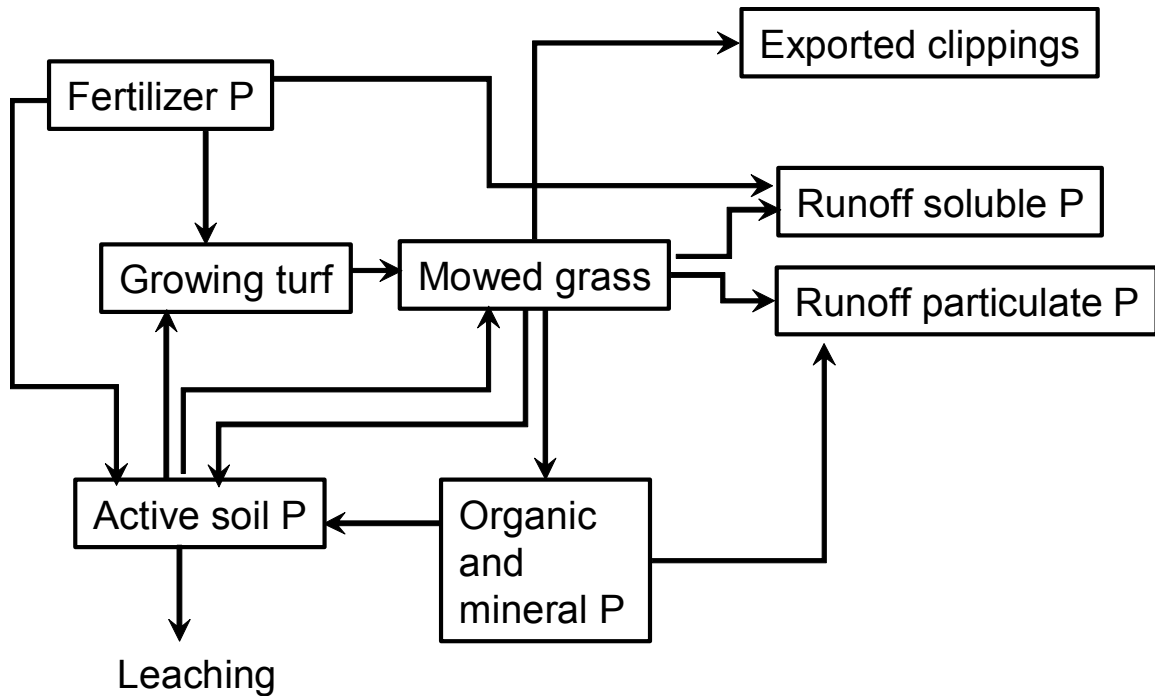 Exported clippings
Fertilizer P
Runoff soluble P
Growing turf
Mowed grass
Runoff particulate P
Active soil P
Organic
and
mineral P
Leaching